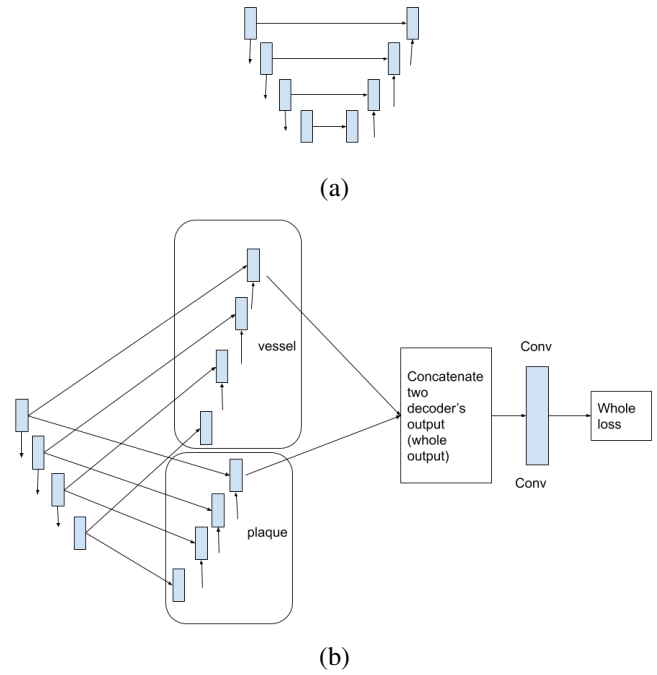 (a)
vessel
plaque
Concatenate
two
decoder's
output
(whole
output)
Conv
Conv
Whole
loss
(b)